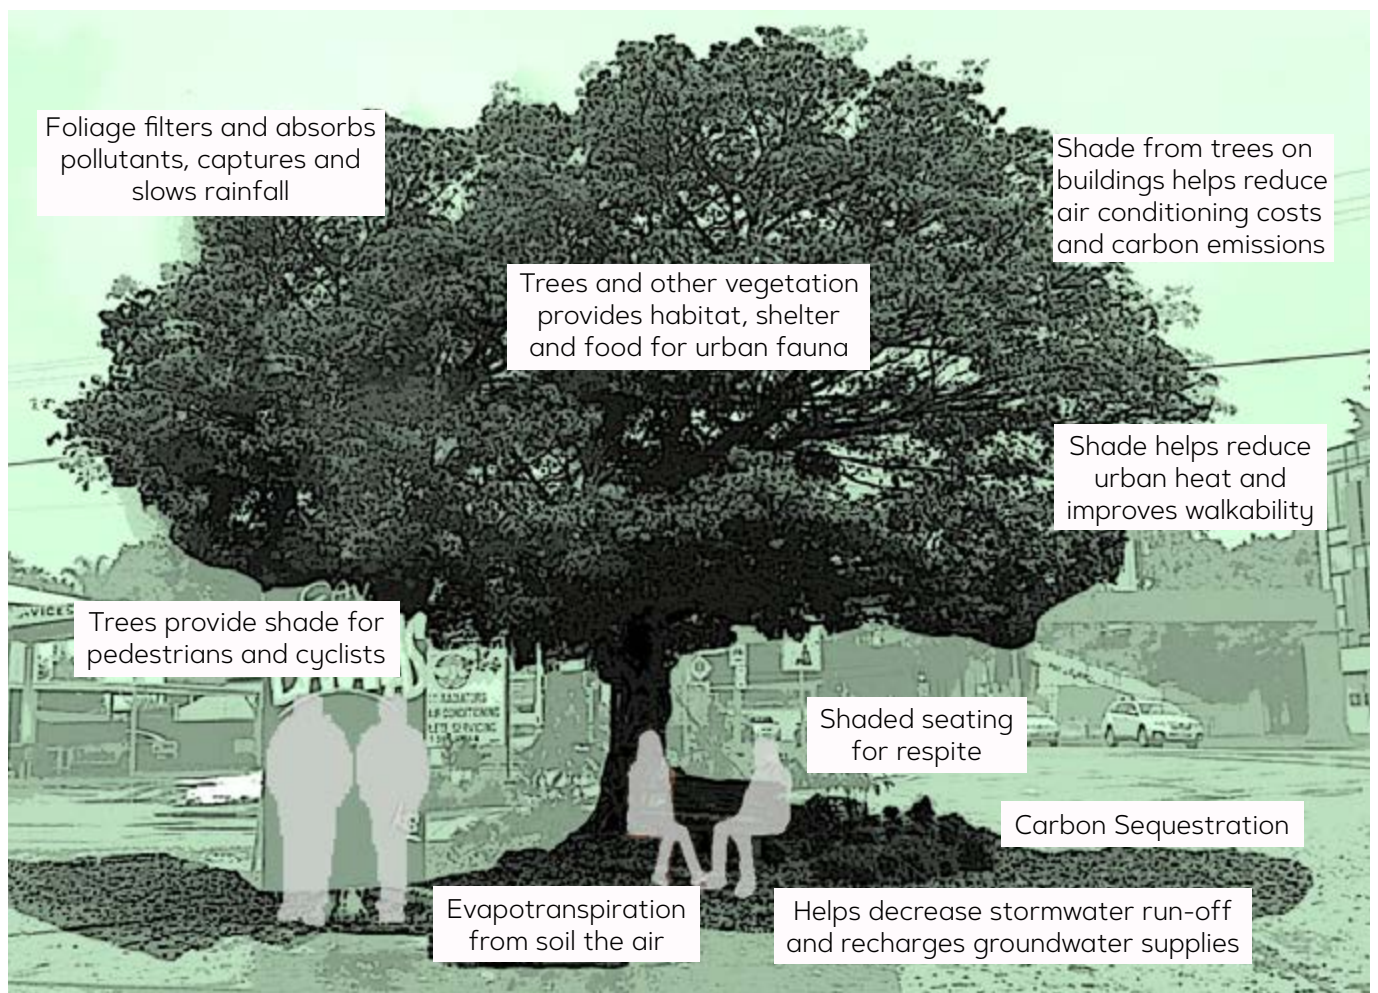 Foliage filters and absorbs
pollutants, captures and
slows rainfall
Shade from trees on
buildings helps reduce
air conditioning costs
and carbon emissions
Trees and other vegetation
provides habitat, shelter
and food for urban fauna
Shade helps reduce
urban heat and
improves walkability
Trees provide shade for
pedestrians and cyclists
Shaded seating
for respite
Carbon Sequestration
Evapotranspiration
from soil the air
Helps decrease stormwater run-off
and recharges groundwater supplies
RADIATORS
CONDITIONING
SERVICING